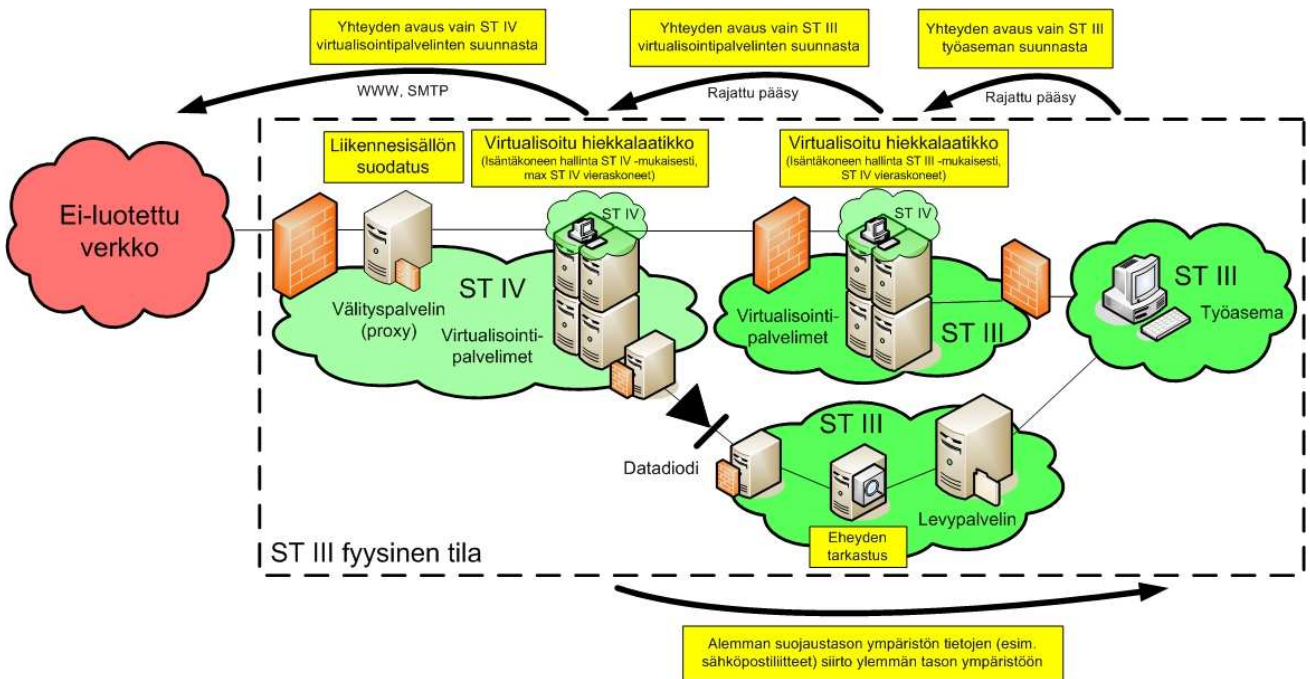 Yhteyden avaus vain ST IV
virtualisointipalvelinten suunnasta
Yhteyden avaus vain ST III
virtualisointipalvelinten suunnasta
Yhteyden avaus vain ST III
työaseman suunnasta
WWW, SMTP
Rajattu pääsy
Rajattu pääsy
Liikennesisällön
suodatus
Virtualisoitu hiekkalaatikko
(Isäntäkoneen hallinta ST IV -mukaisesti,
max ST IV vieraskoneet)
Virtualisoitu hiekkalaatikko
(Isäntäkoneen hallinta ST III -mukaisesti,
ST IV vieraskoneet)
Ei-luotettu
verkko
ST IV
ST IV
ST IV
Välityspalvelin
(proxy)
Virtualisointi-
palvelimet
Virtualisointi-
palvelimet
ST III
ST III
Työasema
Datadiodi
ST III
Levypalvelin
Eheyden
tarkastus
ST III fyysinen tila
Alemman suojaustason ympäristön tietojen (esim.
sähköpostiliitteet) siirto ylemmän tason ympäristöön